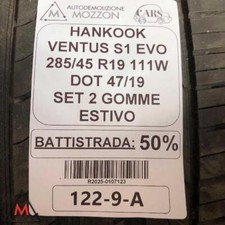 AUTODEMOLIZIONE
MOZZON
CARS
HANKOOK
VENTUS S1 EVO
285/45 R19 111W
DOT 47/19
SET 2 GOMME
ESTIVO
BATTISTRADA: 50%
R2025-0107123
122-9-A